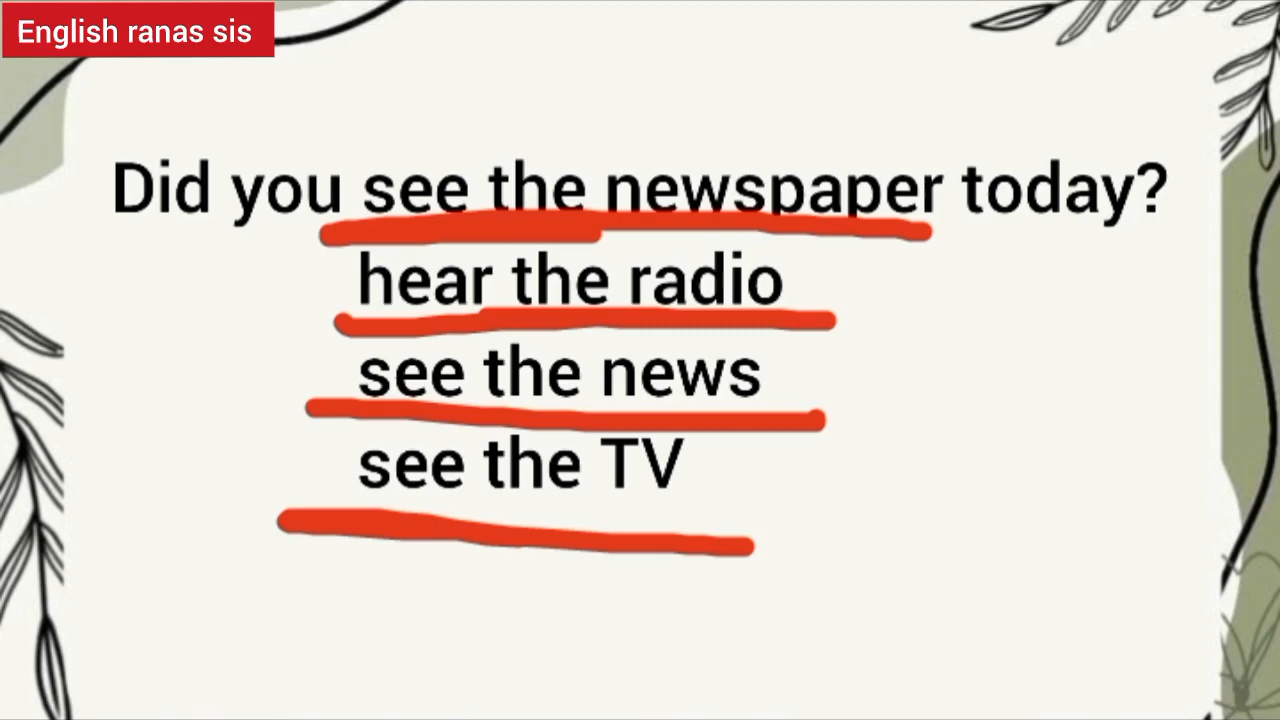 English ranas sis
Did you see the newspaper today?
hear the radio
see the news
see the TV